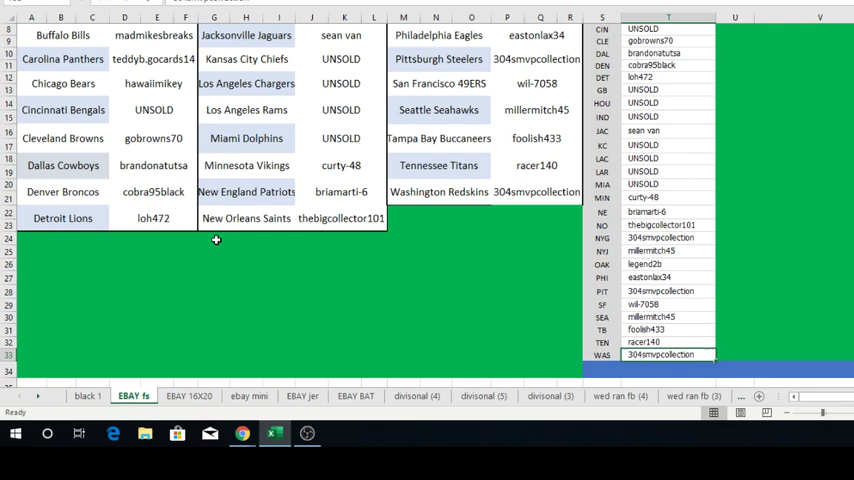 A B C D E F G H I J K L M N O P Q R S T U V
8 Buffalo Bills madmikesbreaks Jacksonville Jaguars sean van Philadelphia Eagles eastonlax34 CIN UNSOLD
9 CLE gobrowns70
10 Carolina Panthers teddyb.gocards14 Kansas City Chiefs UNSOLD Pittsburgh Steelers 304smvpcollection DAL brandonatutsa
11 DEN cobra95black
12 Chicago Bears hawaiimikey Los Angeles Chargers UNSOLD San Francisco 49ERS wil-7058 DET loh472
13 GB UNSOLD
14 Cincinnati Bengals UNSOLD Los Angeles Rams UNSOLD Seattle Seahawks millermitch45 HOU UNSOLD
15 IND UNSOLD
16 Cleveland Browns gobrowns70 Miami Dolphins UNSOLD Tampa Bay Buccaneers foolish433 JAC sean van
17 KC UNSOLD
18 Dallas Cowboys brandonatutsa Minnesota Vikings curty-48 Tennessee Titans racer140 LAC UNSOLD
19 LAR UNSOLD
20 Denver Broncos cobra95black New England Patriots briamarti-6 Washington Redskins 304smvpcollection MIA UNSOLD
21 MIN curty-48
22 Detroit Lions loh472 New Orleans Saints thebigcollector101 NE briamarti-6
23 NO thebigcollector101
24 NYG 304smvpcollection
25 NYJ millermitch45
26 OAK legend2b
27 PHI eastonlax34
28 PIT 304smvpcollection
29 SF wil-7058
30 SEA millermitch45
31 TB foolish433
32 TEN racer140
33 WAS 304smvpcollection
34
black 1 EBAY fs EBAY 16X20 ebay mini EBAY jer EBAY BAT divisonal (4) divisonal (5) divisonal (3) wed ran fb (4) wed ran fb (3) ...
Ready